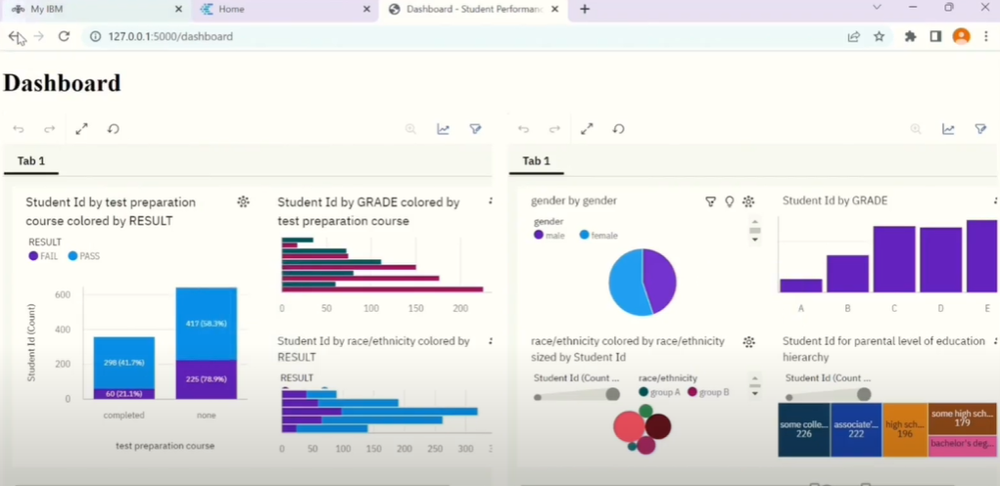 My IBM
Home
Dashboard - Student Performanc
127.0.0.1:5000/dashboard
Dashboard
Tab 1
Student Id by test preparation
course colored by RESULT
RESULT
FAIL PASS
Student Id (Count)
600
400
200
0
417 (58.3%)
298 (41.7%)
225 (78.9%)
60 (21.1%)
completed none
test preparation course
Student Id by GRADE colored by
test preparation course
0 50 100 150 200
Student Id by race/ethnicity colored by
RESULT
RESULT
0 50 100 150 200 250 300
Tab 1
gender by gender
gender
male female
Student Id by GRADE
A B C D E
race/ethnicity colored by race/ethnicity
sized by Student Id
Student Id (Count ...
race/ethnicity
group A group B
Student Id for parental level of education
hierarchy
Student Id (Count ...
some colle...
226
associate'...
222
high sch...
196
some high sch...
179
bachelor's deg...